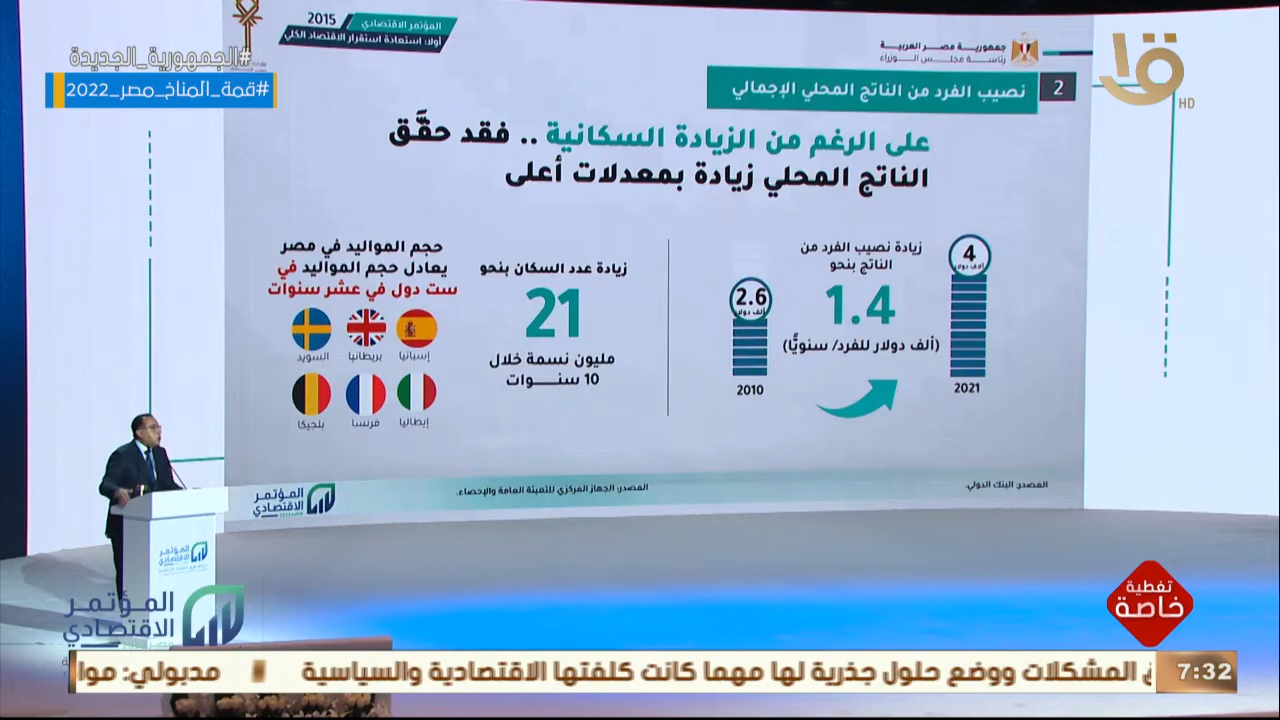 #الجمهورية_الجديدة
#قمة_المناخ_مصر_2022
HD
جمهورية مصر العربية
رئاسة مجلس الوزراء
المؤتمر الاقتصادي 2015
أولًا: استعادة استقرار الاقتصاد الكلي
2 نصيب الفرد من الناتج المحلي الإجمالي
على الرغم من الزيادة السكانية .. فقد حقَّق
الناتج المحلي زيادة بمعدلات أعلى
4
ألف دولار
2021
زيادة نصيب الفرد من
الناتج بنحو
1.4
(ألف دولار للفرد/ سنويًّا)
2.6
ألف دولار
2010
زيادة عدد السكان بنحو
21
مليون نسمة خلال
10 سنـــوات
حجم المواليد في مصر
يعادل حجم المواليد في
ست دول في عشر سنوات
إسبانيا
بريطانيا
السويد
إيطاليا
فرنسا
بلجيكا
المصدر: البنك الدولي.
المصدر: الجهاز المركزي للتعبئة العامة والإحصاء.
المؤتمر
الاقتصادي
المؤتمر
الاقتصادي
المؤتمر
الاقتصادي
تغطية
خاصة
7:32
المشكلات ووضع حلول جذرية لها مهما كانت كلفتها الاقتصادية والسياسية
مدبولي: موا